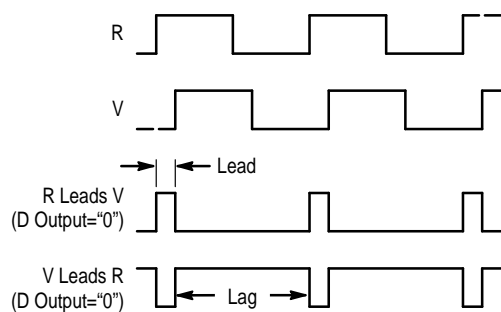 R
V
Lead
R Leads V
(D Output=“0”)
V Leads R
(D Output=“0”)
Lag